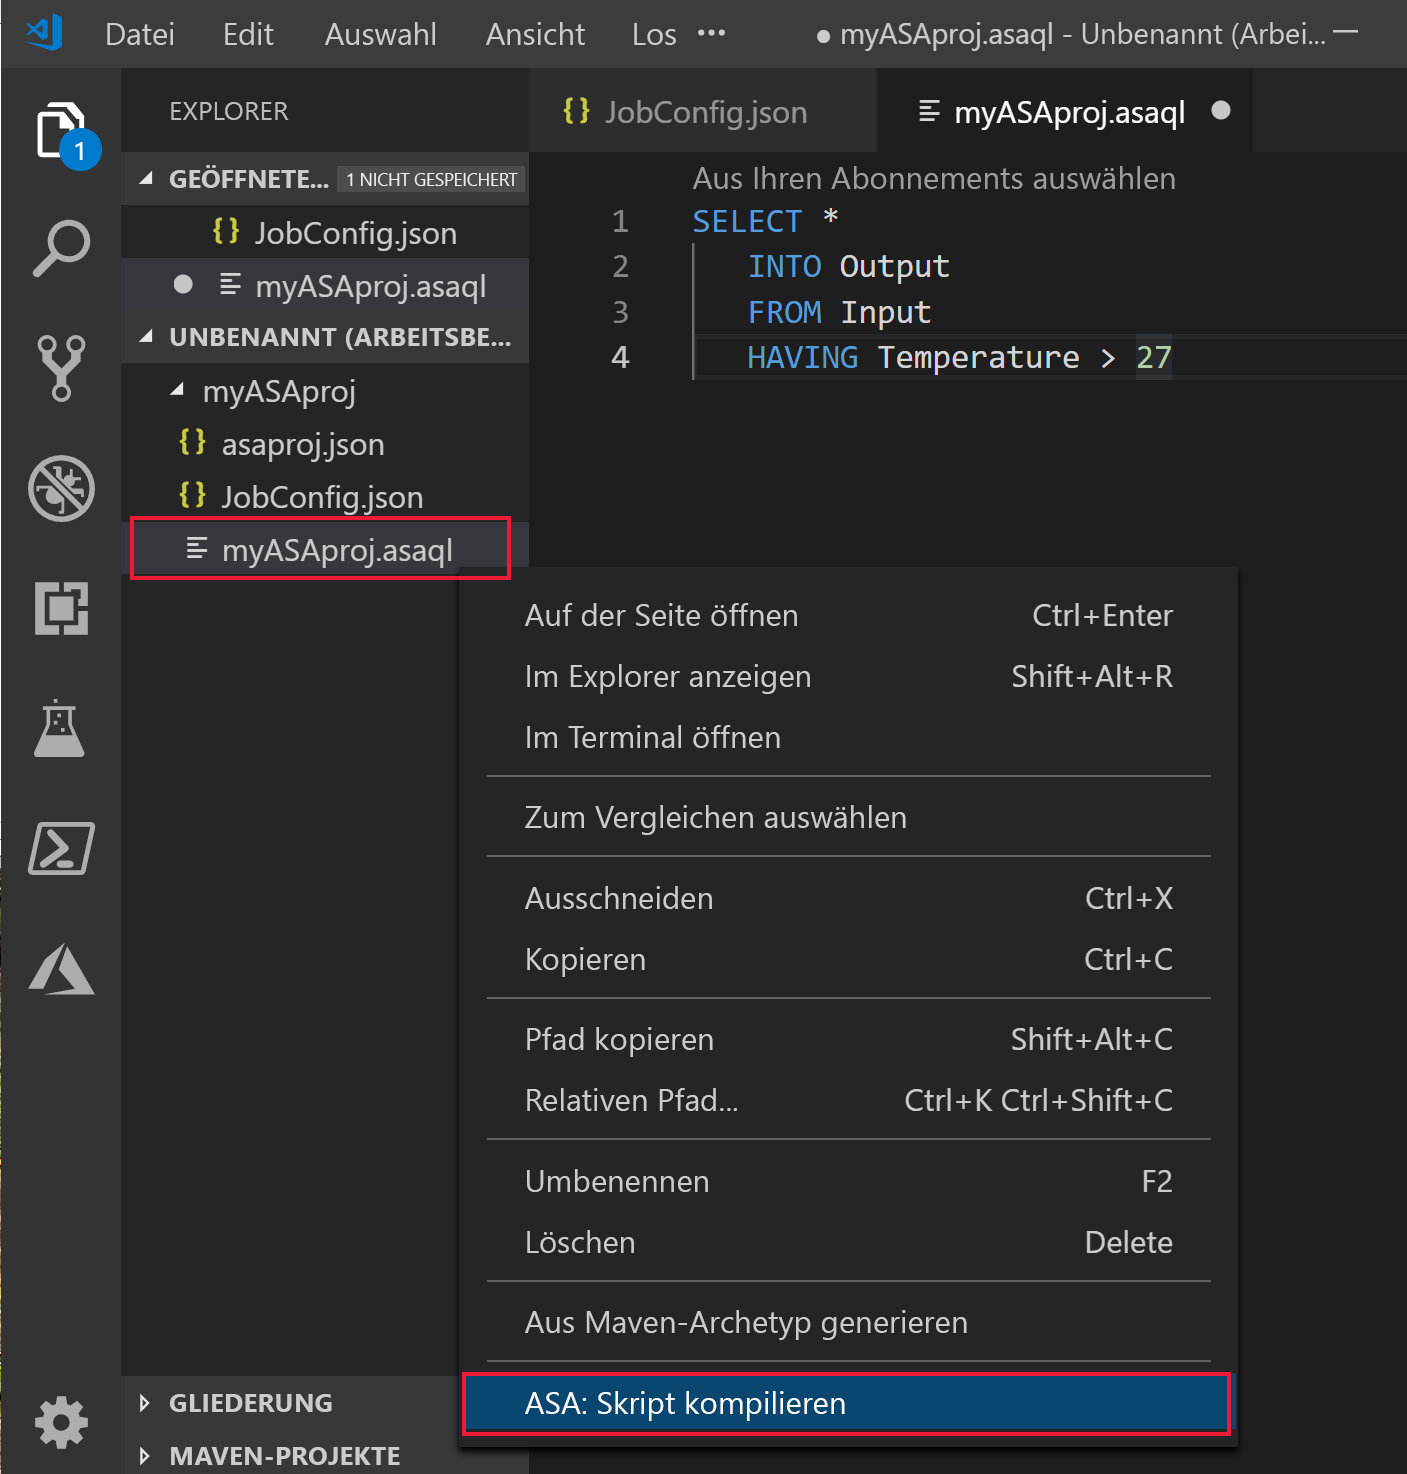 Datei Edit Auswahl Ansicht Los ••• ● myASAproj.asaql - Unbenannt (Arbei...
1
EXPLORER
GEÖFFNETE... 1 NICHT GESPEICHERT
{} JobConfig.json
● myASAproj.asaql
UNBENANNT (ARBEITSBE...
myASAproj
{} asaproj.json
{} JobConfig.json
myASAproj.asaql
{} JobConfig.json myASAproj.asaql ●
Aus Ihren Abonnements auswählen
1 SELECT *
2 INTO Output
3 FROM Input
4 HAVING Temperature > 27
Auf der Seite öffnen Ctrl+Enter
Im Explorer anzeigen Shift+Alt+R
Im Terminal öffnen
Zum Vergleichen auswählen
Ausschneiden Ctrl+X
Kopieren Ctrl+C
Pfad kopieren Shift+Alt+C
Relativen Pfad... Ctrl+K Ctrl+Shift+C
Umbenennen F2
Löschen Delete
Aus Maven-Archetyp generieren
ASA: Skript kompilieren
GLIEDERUNG
MAVEN-PROJEKTE